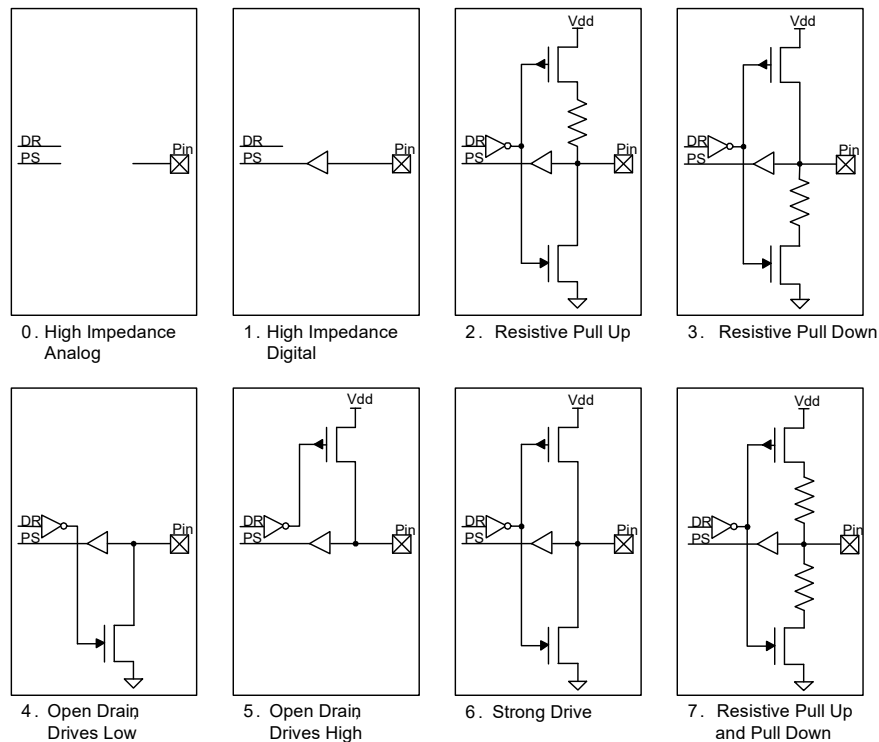 Vdd
Vdd
DR
PS
Pin
DR
PS
Pin
DR
PS
Pin
DR
PS
Pin
0. High Impedance
Analog
1. High Impedance
Digital
2. Resistive Pull Up
3. Resistive Pull Down
Vdd
Vdd
Vdd
DR
PS
Pin
DR
PS
Pin
DR
PS
Pin
DR
PS
Pin
4. Open Drain,
Drives Low
5. Open Drain,
Drives High
6. Strong Drive
7. Resistive Pull Up
and Pull Down